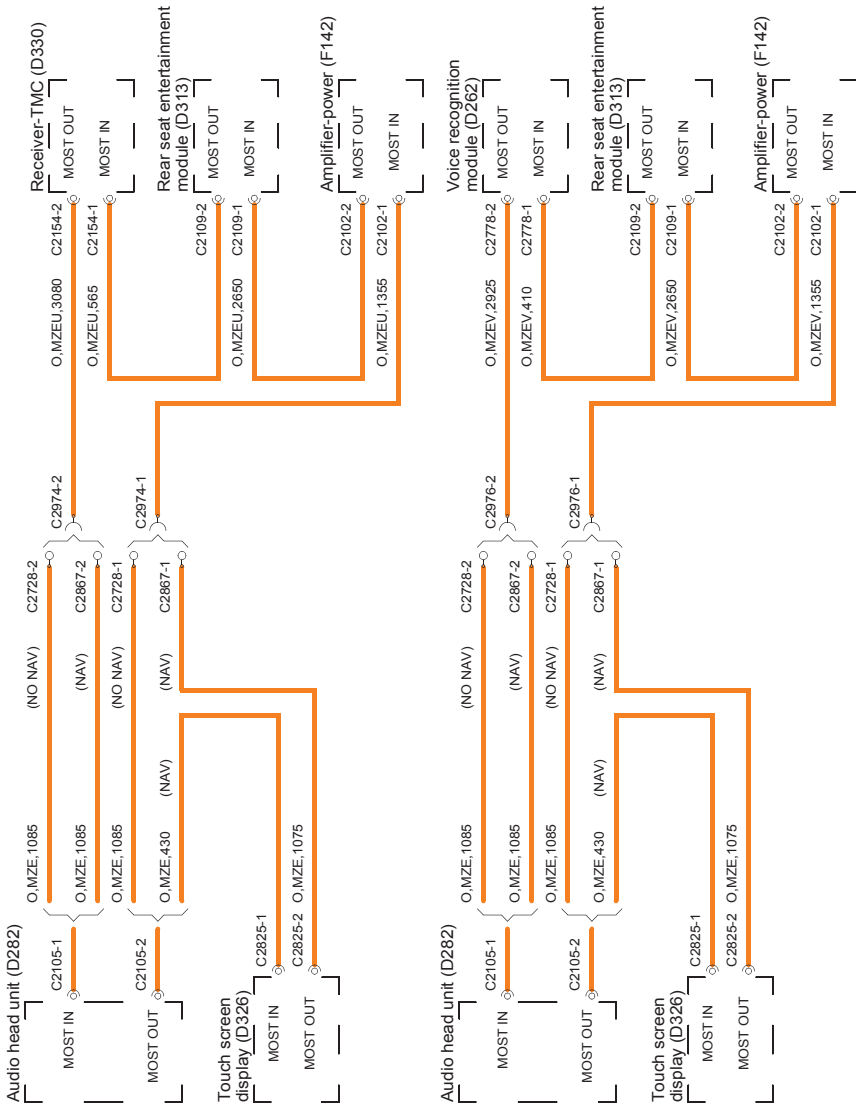 Audio head unit (D282)
MOST IN
MOST OUT
C2105-1
C2105-2
Touch screen
display (D326)
MOST IN
MOST OUT
C2825-1
C2825-2
O,MZE,1085
O,MZE,1085
O,MZE,1085
O,MZE,430
O,MZE,1075
(NO NAV)
(NAV)
(NO NAV)
(NAV)
(NAV)
C2728-2
C2867-2
C2728-1
C2867-1
C2974-2
C2974-1
O,MZEU,3080
O,MZEU,565
O,MZEU,2650
O,MZEU,1355
C2154-2
C2154-1
C2109-2
C2109-1
C2102-2
C2102-1
Receiver-TMC (D330)
MOST OUT
MOST IN
Rear seat entertainment
module (D313)
MOST OUT
MOST IN
Amplifier-power (F142)
MOST OUT
MOST IN
Audio head unit (D282)
MOST IN
MOST OUT
C2105-1
C2105-2
Touch screen
display (D326)
MOST IN
MOST OUT
C2825-1
C2825-2
O,MZE,1085
O,MZE,1085
O,MZE,1085
O,MZE,430
O,MZE,1075
(NO NAV)
(NAV)
(NO NAV)
(NAV)
(NAV)
C2728-2
C2867-2
C2728-1
C2867-1
C2976-2
C2976-1
O,MZEV,2925
O,MZEV,410
O,MZEV,2650
O,MZEV,1355
C2778-2
C2778-1
C2109-2
C2109-1
C2102-2
C2102-1
Voice recognition
module (D262)
MOST OUT
MOST IN
Rear seat entertainment
module (D313)
MOST OUT
MOST IN
Amplifier-power (F142)
MOST OUT
MOST IN